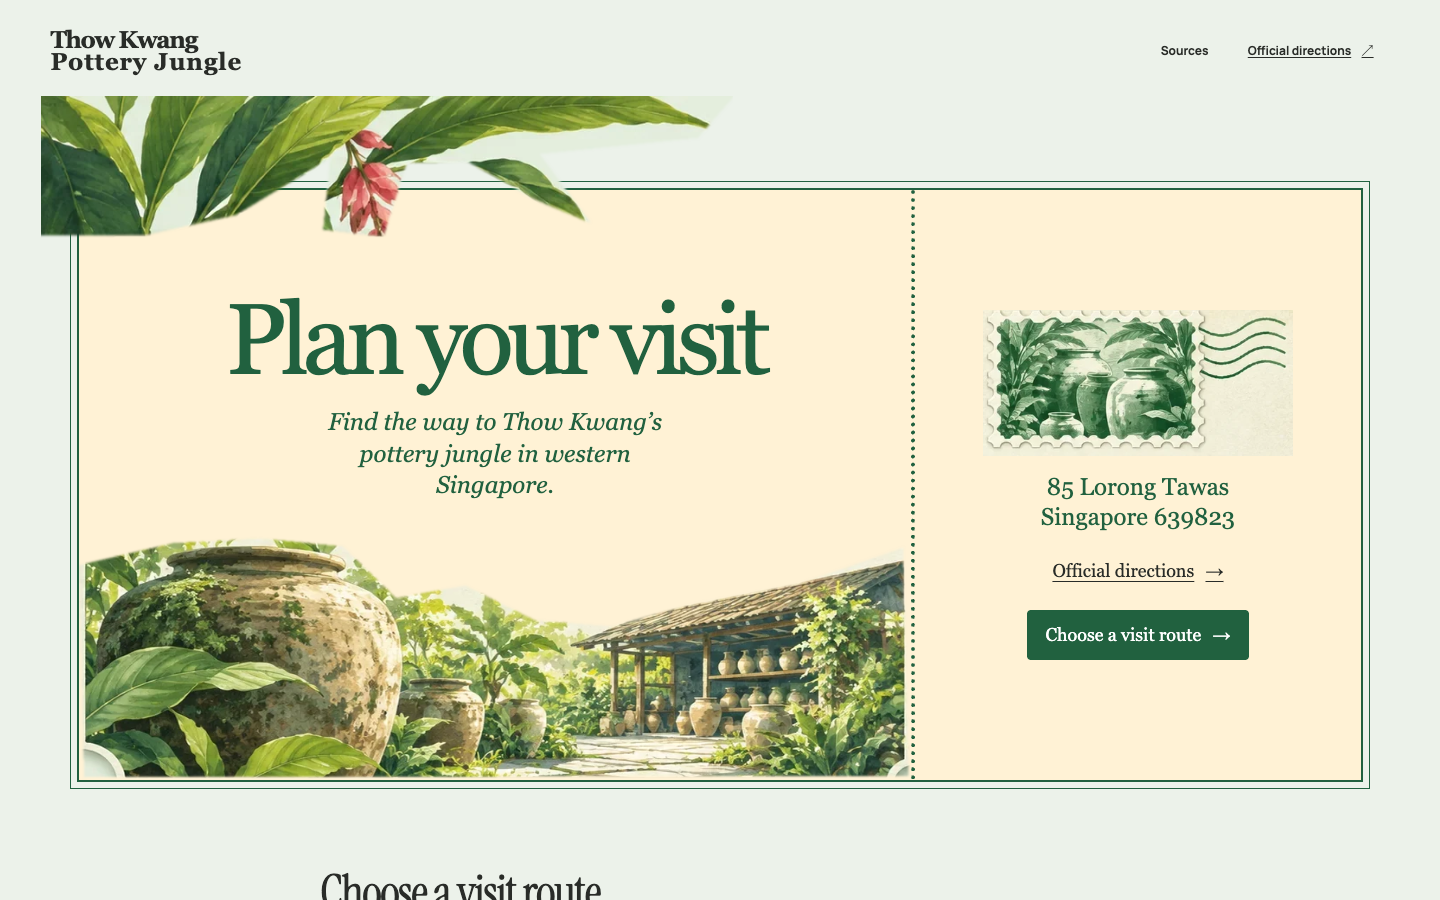 Thow Kwang
Pottery Jungle
Sources
Official directions ↗
Plan your visit
Find the way to Thow Kwang’s
pottery jungle in western
Singapore.
85 Lorong Tawas
Singapore 639823
Official directions →
Choose a visit route →
Choose a visit route